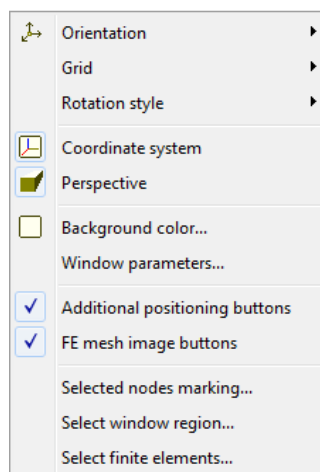 Orientation
Grid
Rotation style
Coordinate system
Perspective
Background color...
Window parameters...
Additional positioning buttons
FE mesh image buttons
Selected nodes marking...
Select window region...
Select finite elements...